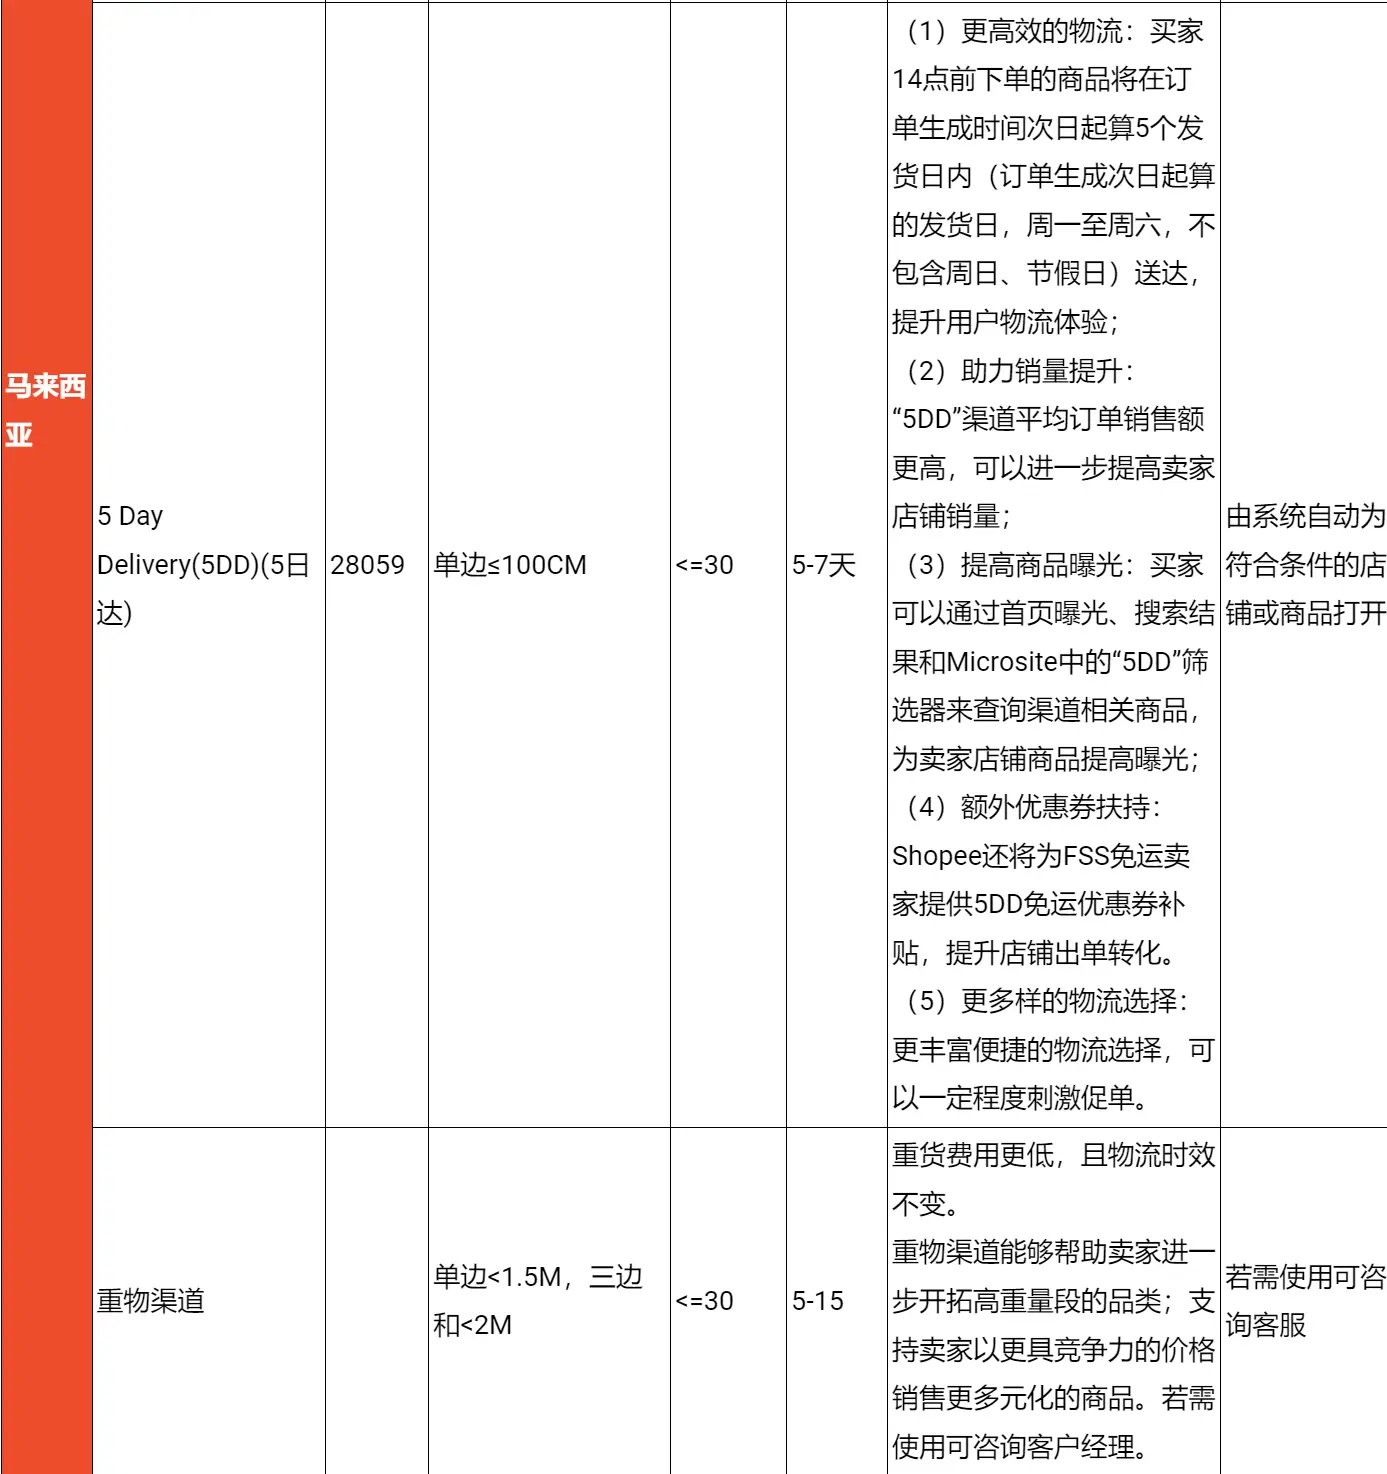 马来西
亚
5 Day
Delivery(5DD)(5日
达)
28059
单边≤100CM
<=30
5-7天
（1）更高效的物流：买家
14点前下单的商品将在订
单生成时间次日起算5个发
货日内（订单生成次日起算
的发货日，周一至周六，不
包含周日、节假日）送达，
提升用户物流体验；
（2）助力销量提升：
“5DD”渠道平均订单销售额
更高，可以进一步提高卖家
店铺销量；
（3）提高商品曝光：买家
可以通过首页曝光、搜索结
果和Microsite中的“5DD”筛
选器来查询渠道相关商品，
为卖家店铺商品提高曝光；
（4）额外优惠券扶持：
Shopee还将为FSS免运卖
家提供5DD免运优惠券补
贴，提升店铺出单转化。
（5）更多样的物流选择：
更丰富便捷的物流选择，可
以一定程度刺激促单。
由系统自动为
符合条件的店
铺或商品打开
重物渠道
单边<1.5M，三边
和<2M
<=30
5-15
重货费用更低，且物流时效
不变。
重物渠道能够帮助卖家进一
步开拓高重量段的品类；支
持卖家以更具竞争力的价格
销售更多元化的商品。若需
使用可咨询客户经理。
若需使用可咨
询客服